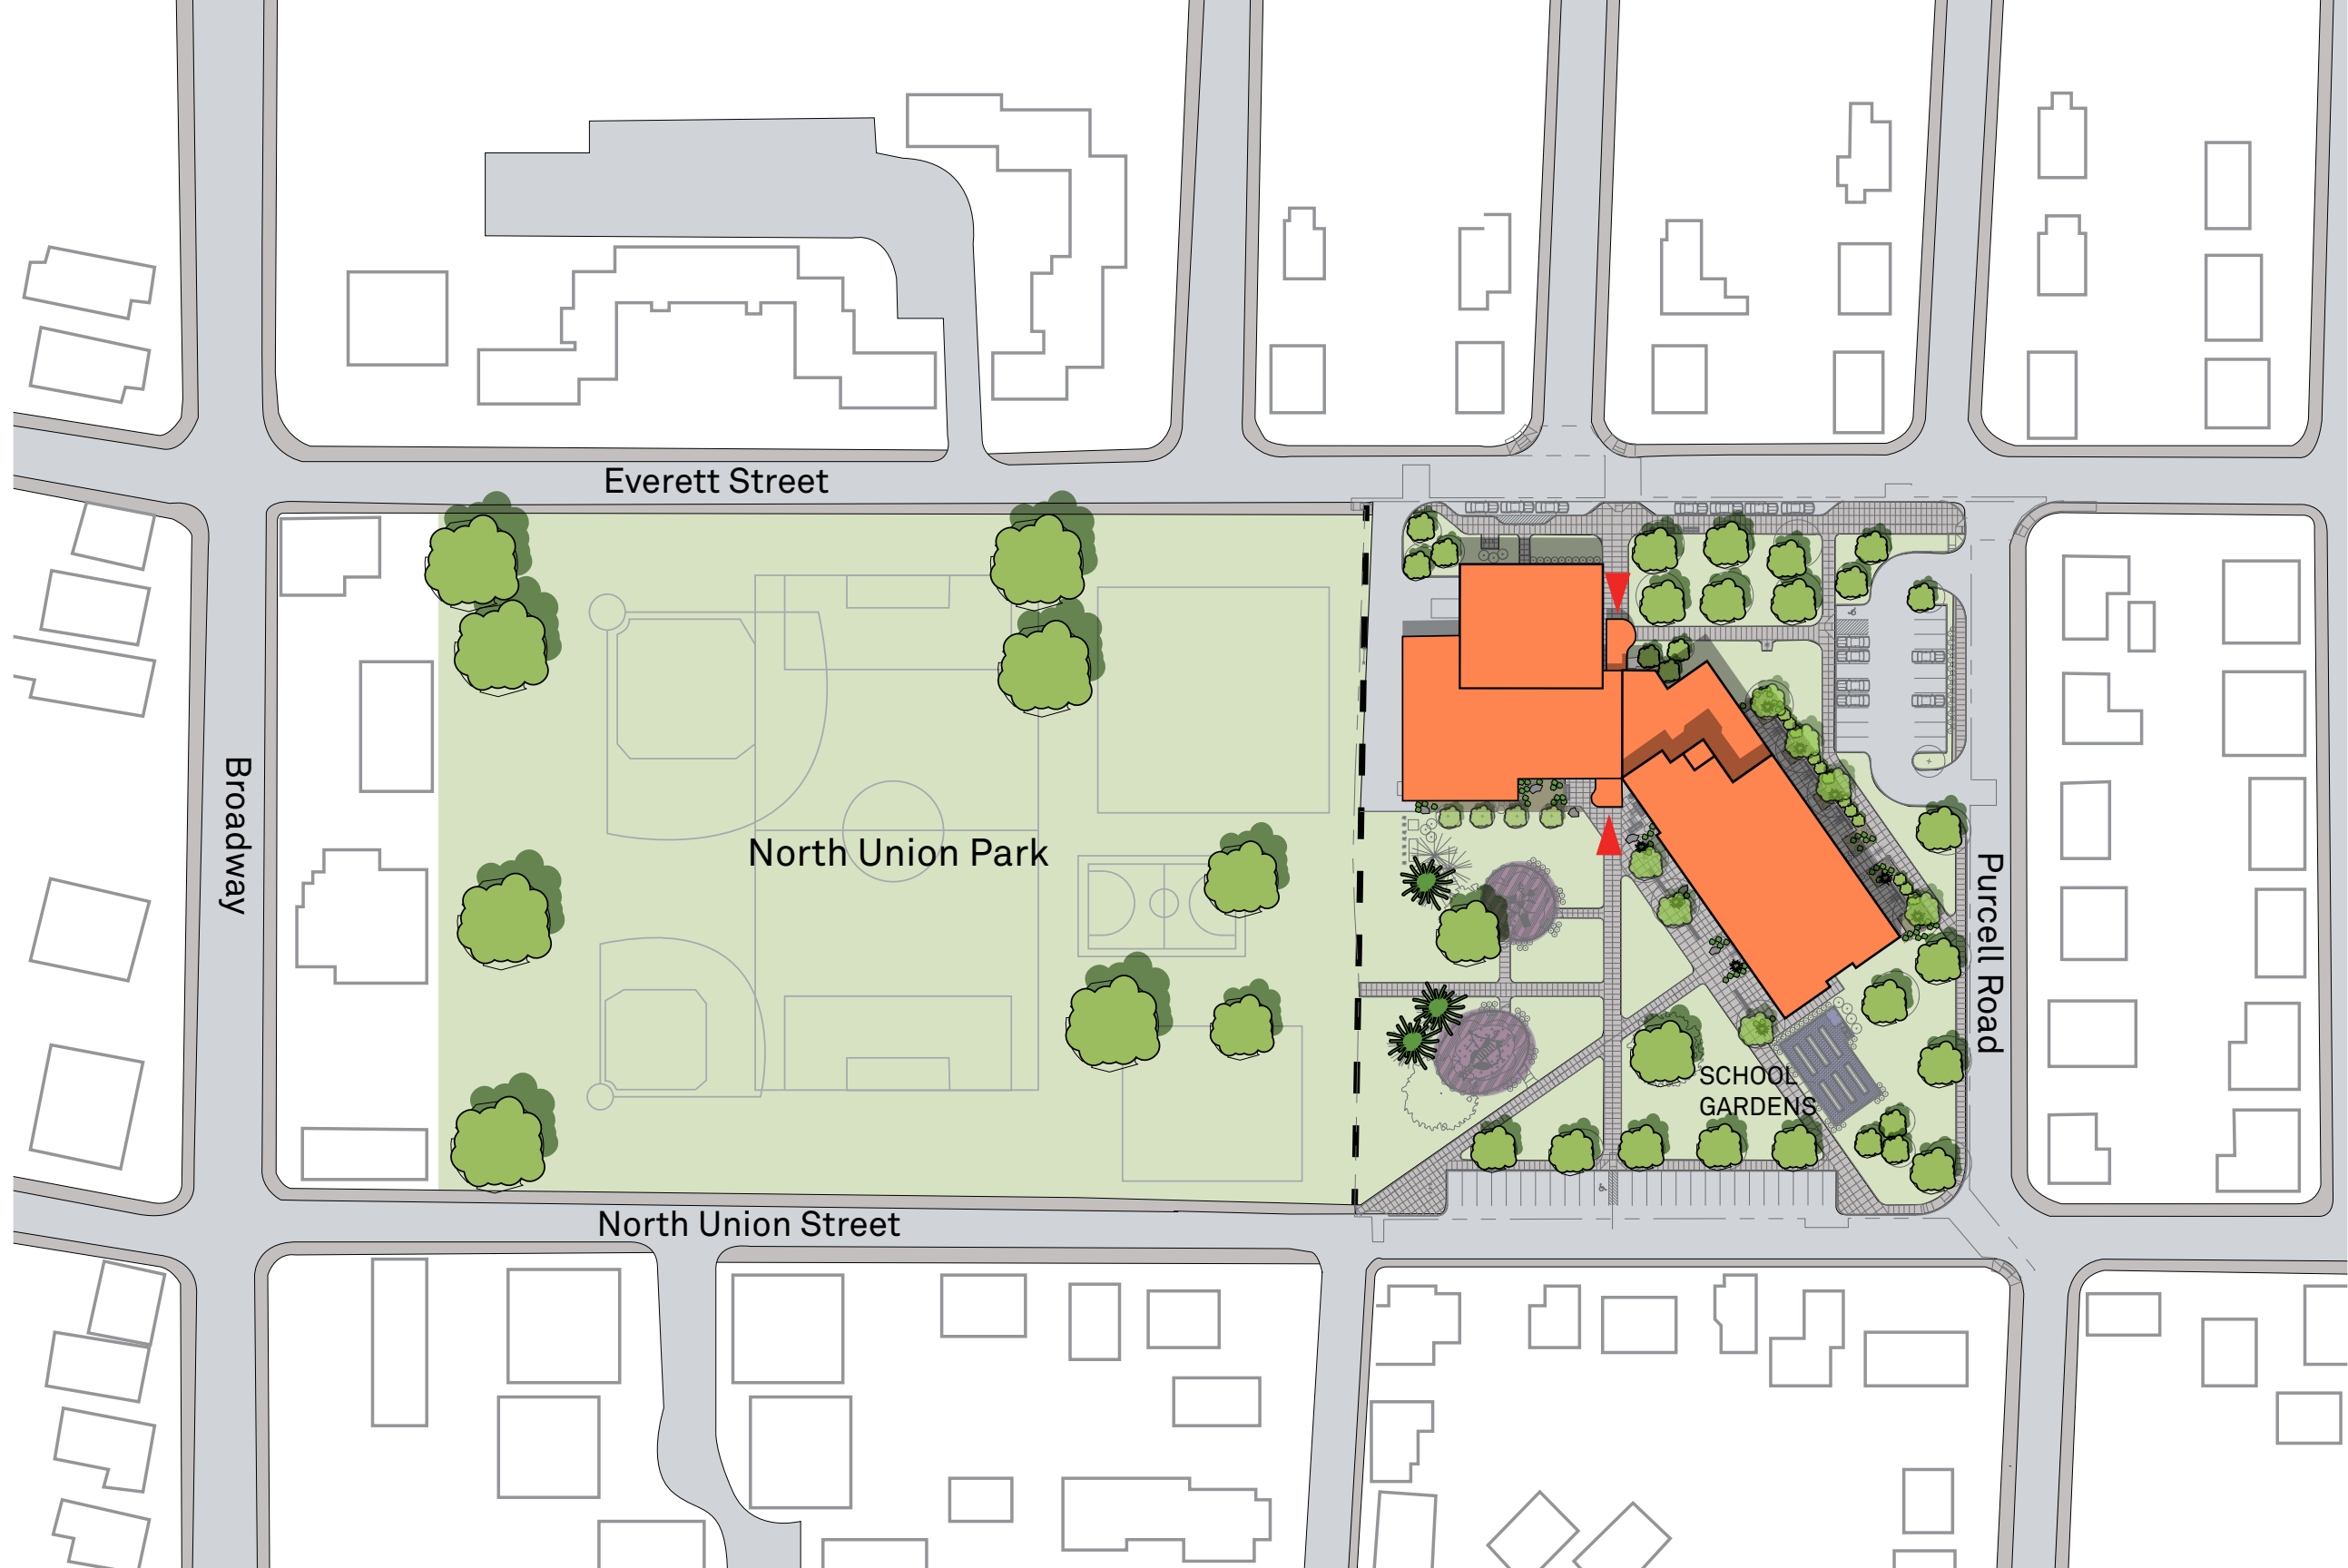 Everett Street
Broadway
North Union Park
Purcell Road
SCHOOL
GARDENS
North Union Street